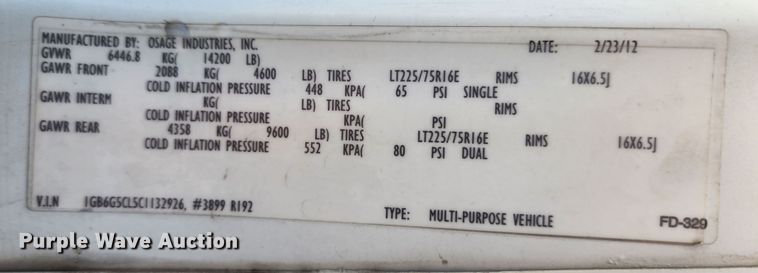 MANUFACTURED BY: OSAGE INDUSTRIES, INC. DATE: 2/23/12
GVWR 6446.8 KG( 14200 LB)
GAWR FRONT 2088 KG( 4600 LB) TIRES LT225/75R16E RIMS 16X6.5J
COLD INFLATION PRESSURE 448 KPA( 65 PSI SINGLE
GAWR INTERM KG( LB) TIRES RIMS
COLD INFLATION PRESSURE KPA( PSI
GAWR REAR 4358 KG( 9600 LB) TIRES LT225/75R16E RIMS 16X6.5J
COLD INFLATION PRESSURE 552 KPA( 80 PSI DUAL
V.I.N 1GB6G5CL5C1132926, #3899 R192
TYPE: MULTI-PURPOSE VEHICLE FD-329
Purple Wave Auction